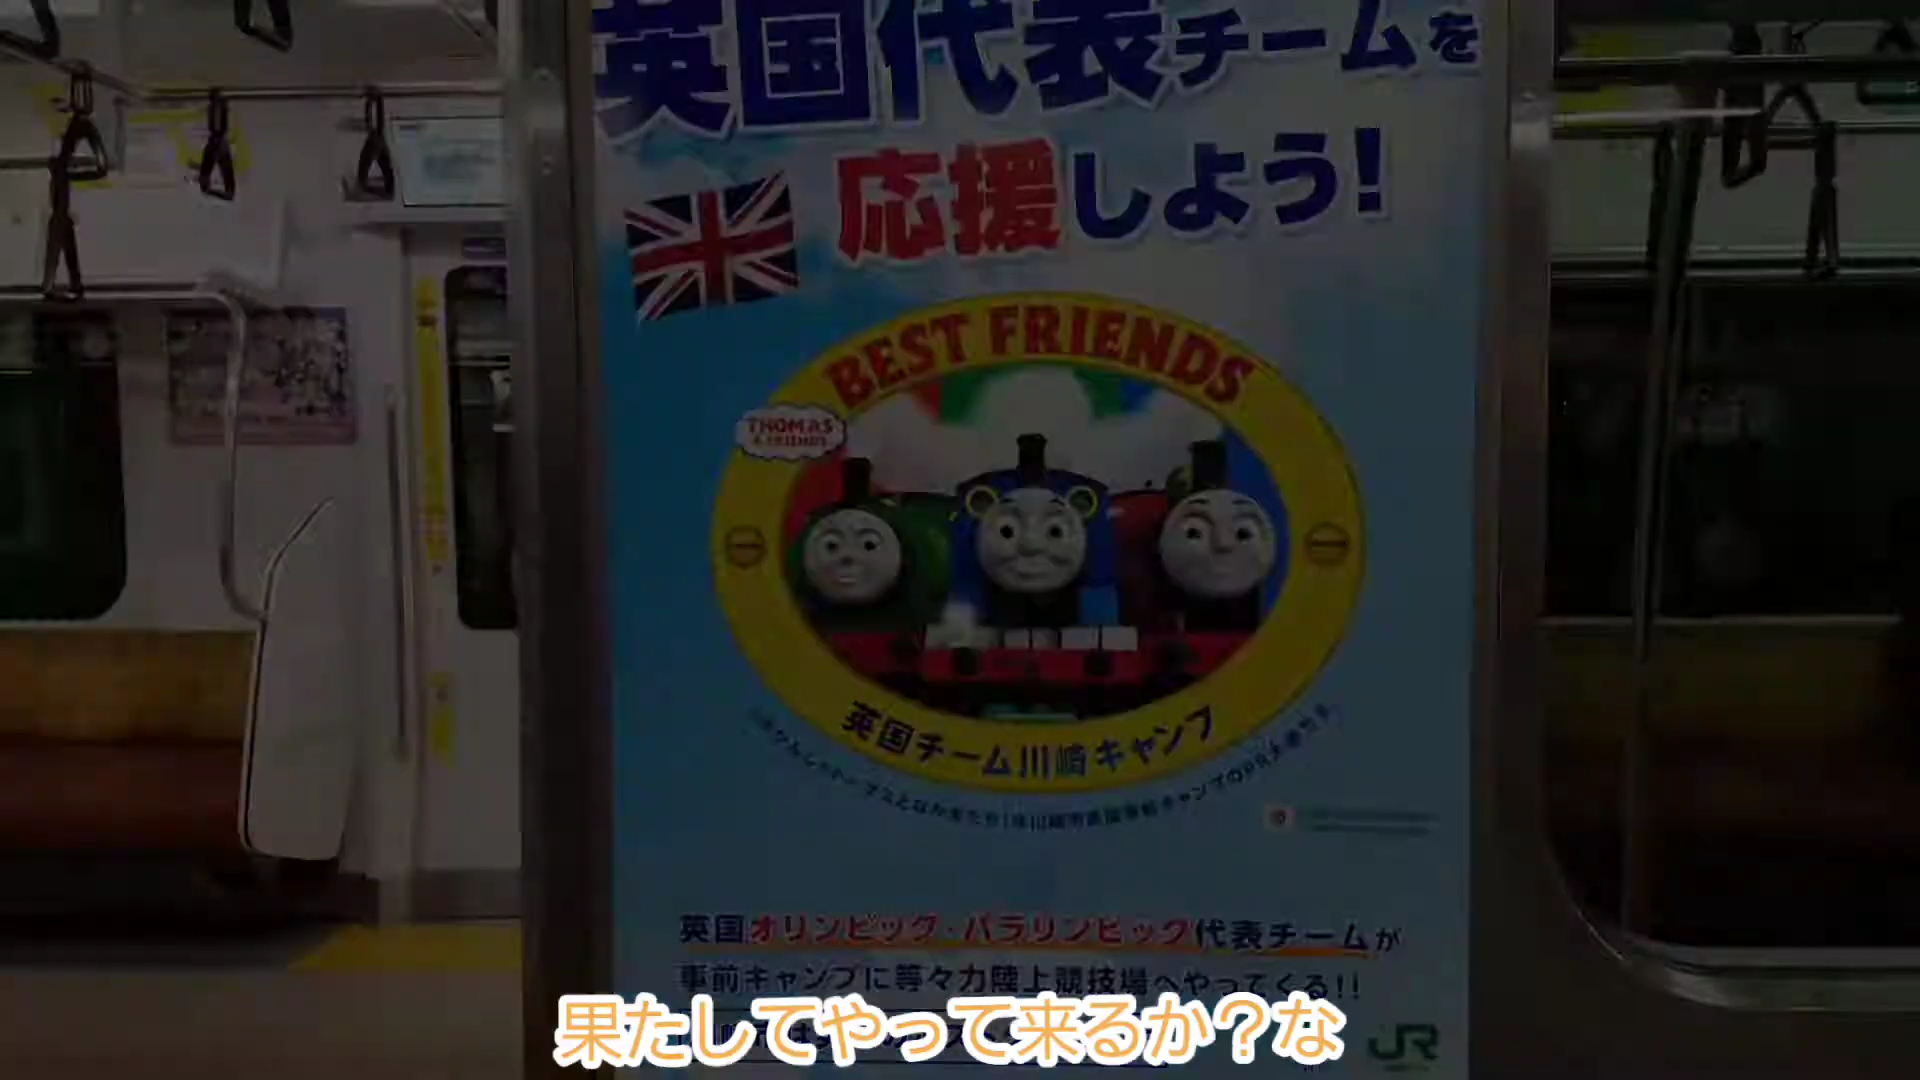 英国代表チームを
応援しよう!
BEST FRIENDS
THOMAS
& FRIENDS
英国チーム川崎キャンプ
英国オリンピック・パラリンピック代表チームが
事前キャンプに等々力陸上競技場へやってくる!!
果たしてやって来るか?な
JR